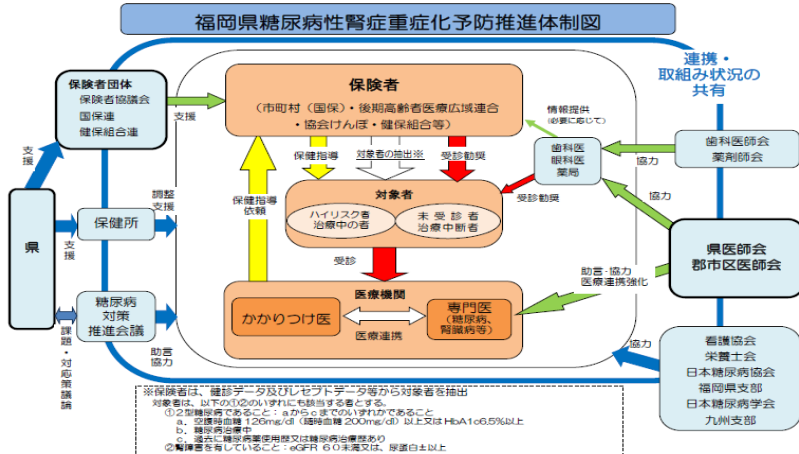 福岡県糖尿病性腎症重症化予防推進体制図
連携・
取組み状況の
共有
保険者団体
保険者協議会
国保連
健保組合連
支援
保険者
(市町村(国保)・後期高齢者医療広域連合
・協会けんぽ・健保組合等)
情報提供
(必要に応じて)
歯科医
眼科医
薬局
協力
歯科医師会
薬剤師会
支援
保健指導
対象者の抽出※
受診勧奨
受診勧奨
協力
保健指導
依頼
対象者
ハイリスク者
治療中の者
未受診者
治療中断者
県
支援
保健所
調整
支援
県医師会
郡市区医師会
受診
助言・協力
医療連携強化
糖尿病
対策
推進会議
課題・対応策議論
助言
協力
医療機関
かかりつけ医
医療連携
専門医
(糖尿病、
腎臓病等)
協力
看護協会
栄養士会
日本糖尿病協会
福岡県支部
日本糖尿病学会
九州支部
※保険者は、健診データ及びレセプトデータ等から対象者を抽出
対象者は、以下の①②のいずれにも該当する者とする。
①2型糖尿病であること:aからcまでのいずれかであること
a.空腹時血糖126mg/dl(随時血糖200mg/dl)以上又はHbA1c6.5%以上
b.糖尿病治療中
c.過去に糖尿病薬使用歴又は糖尿病治療歴あり
②腎障害を有していること:eGFR 60未満又は、尿蛋白±以上